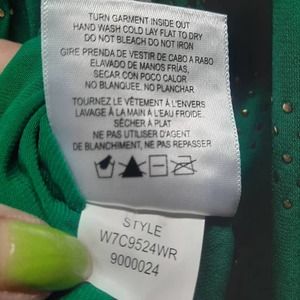 TURN GARMENT INSIDE OUT
HAND WASH COLD LAY FLAT TO DRY
DO NOT BLEACH DO NOT IRON
GIRE PRENDA DE VESTIR DE CABO A RABO
ELAVADO DE MANOS FRÍAS,
SECAR CON POCO CALOR
NO BLANQUEE. NO PLANCHAR
TOURNEZ LE VÊTEMENT À L'ENVERS
LAVAGE À LA MAIN À L'EAU FROIDE.
SÉCHER À PLAT
NE PAS UTILISER D'AGENT
DE BLANCHIMENT, NE PAS REPASSER
STYLE
W7C9524WR
9000024